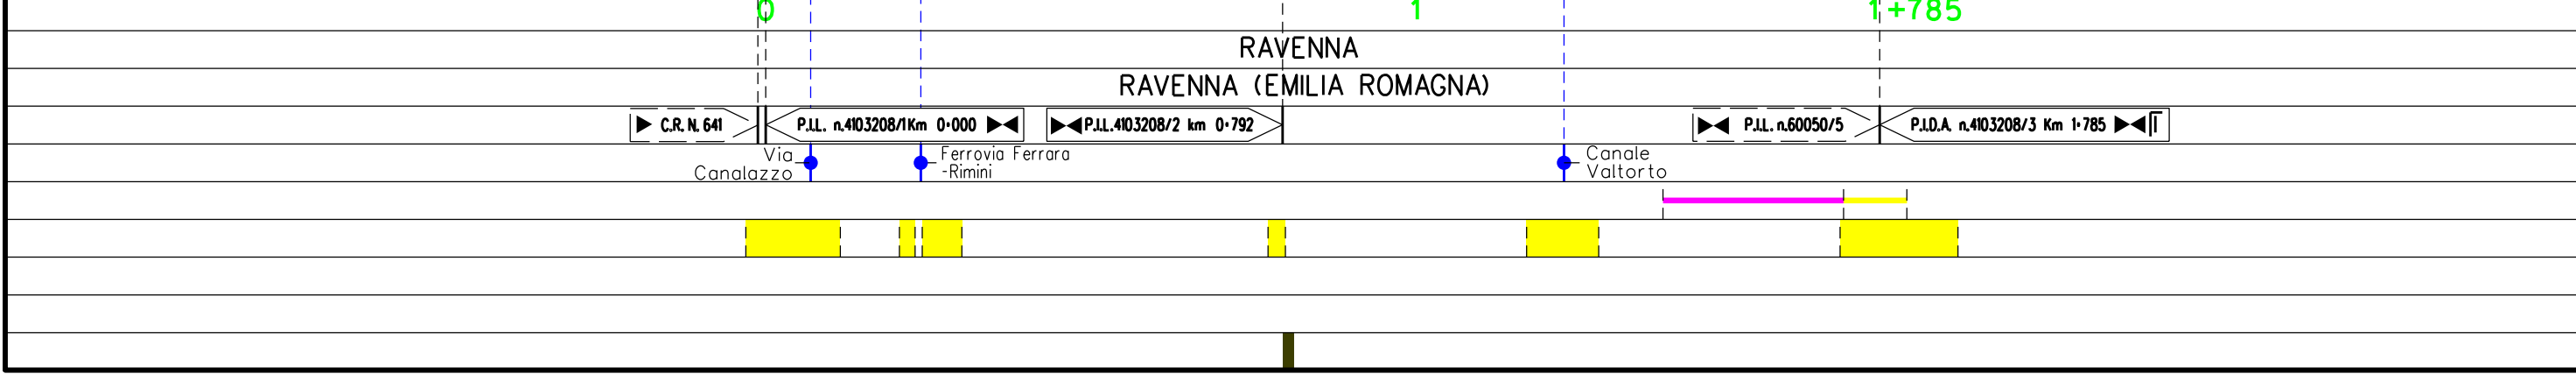 0 1 1+785
RAVENNA
RAVENNA (EMILIA ROMAGNA)
C.R. N. 641 P.I.L. n.4103208/1Km 0+000 P.I.L.4103208/2 km 0+792 P.I.L. n.60050/5 P.I.D.A. n.4103208/3 Km 1+785
Via
Canalazzo
Ferrovia Ferrara
-Rimini
Canale
Valtorto